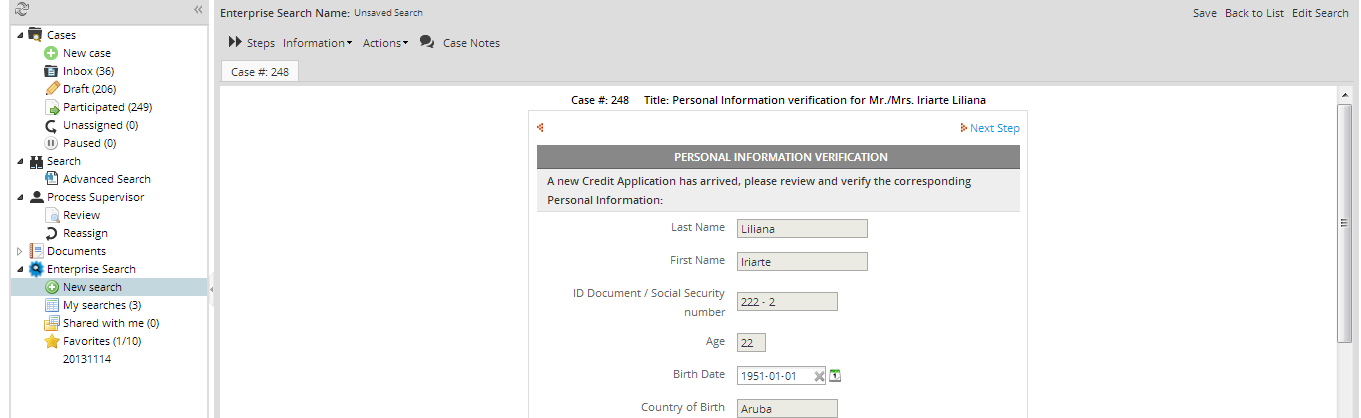 Enterprise Search Name: Unsaved Search
Save Back to List Edit Search
Cases
New case
Inbox (36)
Draft (206)
Participated (249)
Unassigned (0)
Paused (0)
Search
Advanced Search
Process Supervisor
Review
Reassign
Documents
Enterprise Search
New search
My searches (3)
Shared with me (0)
Favorites (1/10)
20131114
Steps Information Actions Case Notes
Case #: 248
Case #: 248 Title: Personal Information verification for Mr./Mrs. Iriarte Liliana
Next Step
PERSONAL INFORMATION VERIFICATION
A new Credit Application has arrived, please review and verify the corresponding
Personal Information:
Last Name Liliana
First Name Iriarte
ID Document / Social Security
number 222 - 2
Age 22
Birth Date 1951-01-01
Country of Birth Aruba